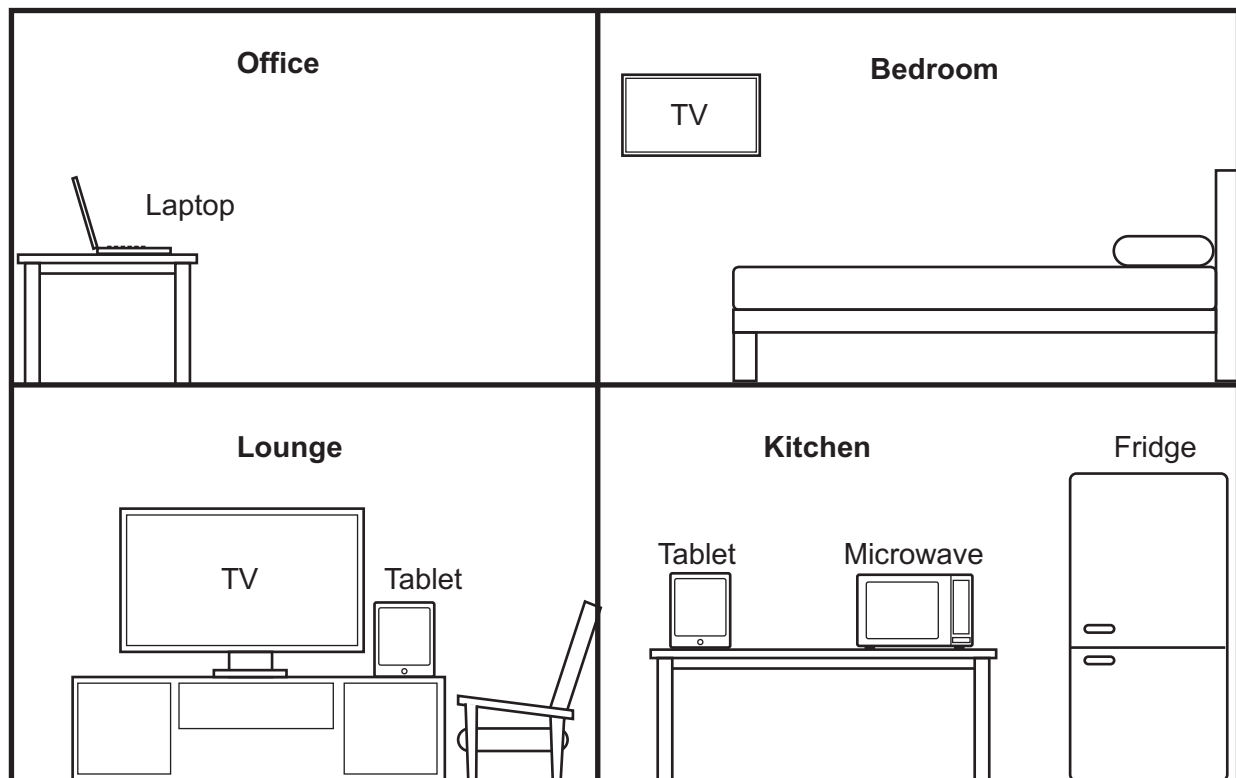 Office
Laptop
Bedroom
TV
Lounge
TV
Tablet
Kitchen
Fridge
Tablet
Microwave